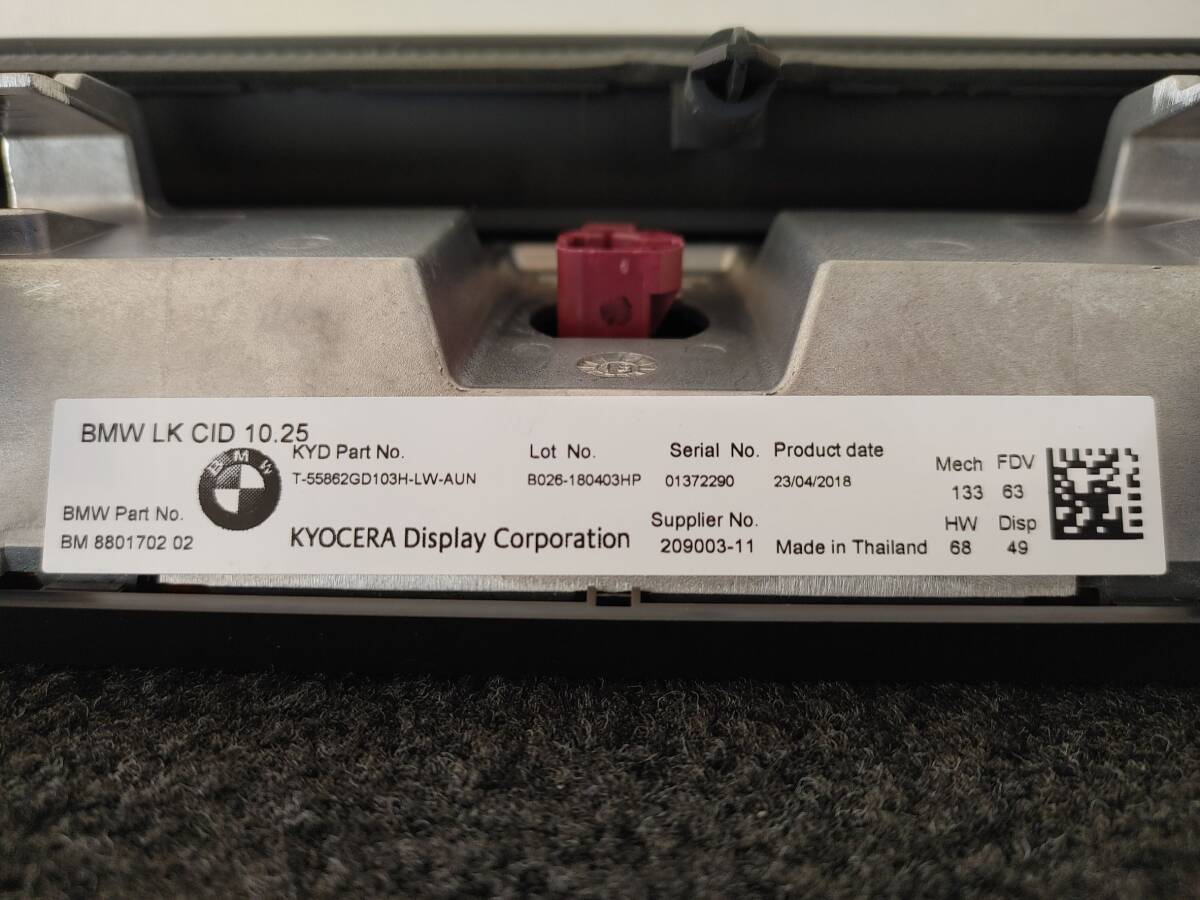 BMW LK CID 10.25
BMW
KYD Part No.
T-55862GD103H-LW-AUN
Lot No.
B026-180403HP
Serial No.
01372290
Product date
23/04/2018
Mech
133
FDV
63
BMW Part No.
BM 8801702 02
KYOCERA Display Corporation
Supplier No.
209003-11
Made in Thailand
HW
68
Disp
49